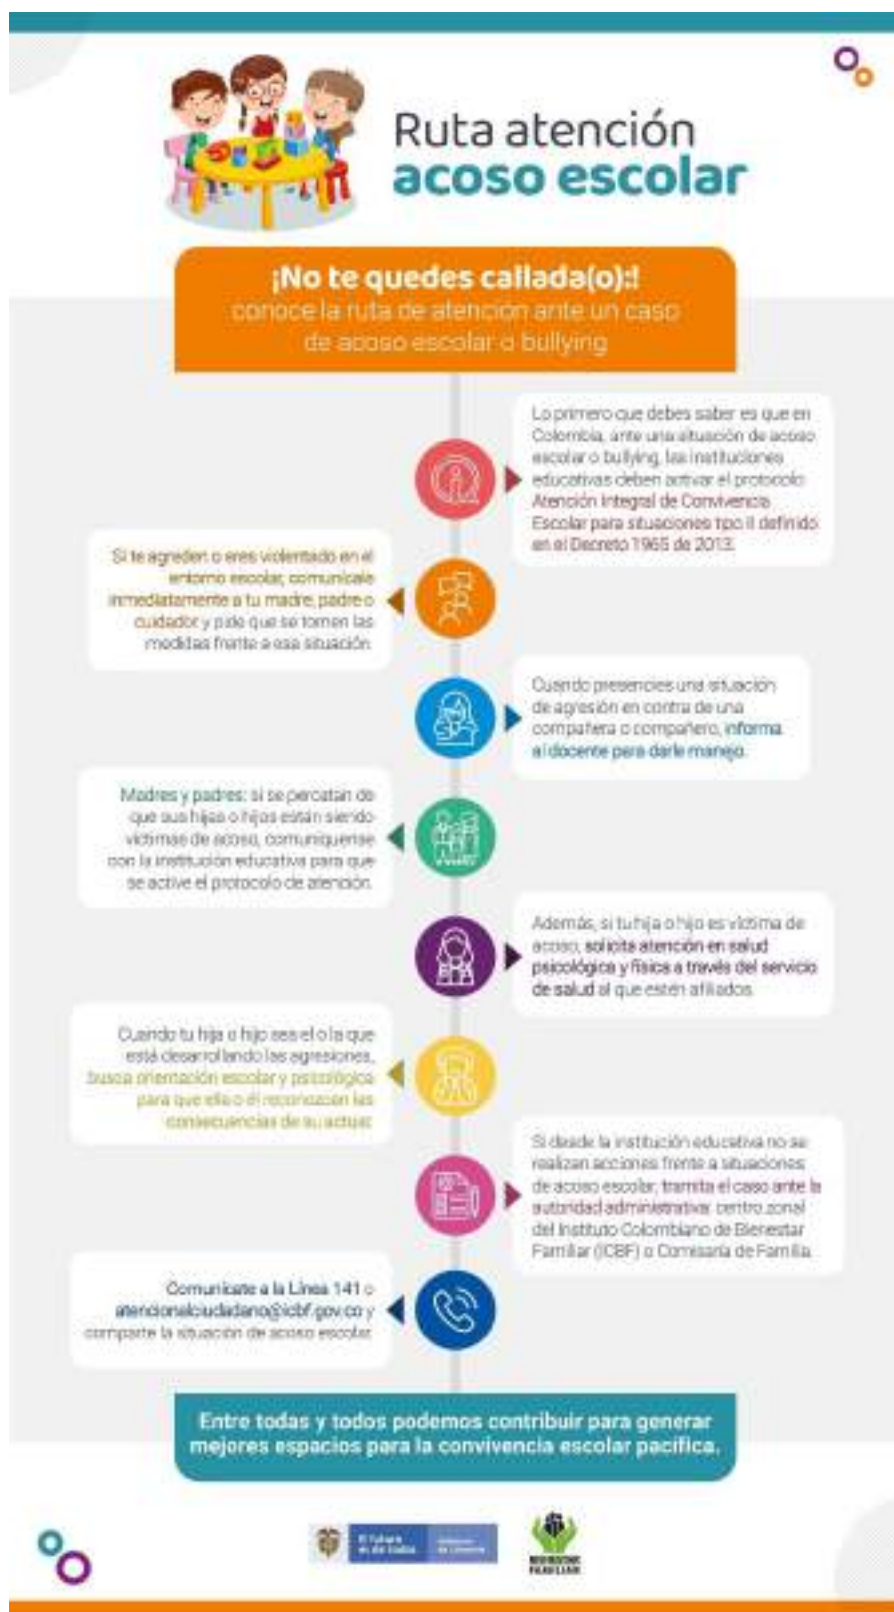 Ruta atención
acoso escolar
¡No te quedes callada(o):!
conoce la ruta de atención ante un caso
de acoso escolar o bullying
Lo primero que debes saber es que en
Colombia, ante una situación de acoso
escolar o bullying, las instituciones
educativas deben activar el protocolo
Atención Integral de Convivencia
Escolar para situaciones tipo II definido
en el Decreto 1965 de 2013.
Si te agreden o eres violentado en el
entorno escolar, comunícale
inmediatamente a tu madre, padre o
cuidador y pide que se tomen las
medidas frente a esa situación.
Cuando presencies una situación
de agresión en contra de una
compañera o compañero, informa
al docente para darle manejo.
Madres y padres: si se percatan de
que sus hijas o hijos están siendo
víctimas de acoso, comuníquense
con la institución educativa para que
se active el protocolo de atención.
Además, si tu hija o hijo es víctima de
acoso, solicita atención en salud
psicológica y física a través del servicio
de salud al que estén afiliados.
Cuando tu hija o hijo sea el o la que
está desarrollando las agresiones,
busca orientación escolar y psicológica
para que ella o él reconozcan las
consecuencias de su actuar.
Si desde la institución educativa no se
realizan acciones frente a situaciones
de acoso escolar, tramita el caso ante la
autoridad administrativa: centro zonal
del Instituto Colombiano de Bienestar
Familiar (ICBF) o Comisaría de Familia.
Comunícate a la Línea 141 o
atencionalciudadano@icbf.gov.co y
comparte la situación de acoso escolar.
Entre todas y todos podemos contribuir para generar
mejores espacios para la convivencia escolar pacífica.
El futuro
es de todos
Gobierno
de Colombia
BIENESTAR
FAMILIAR